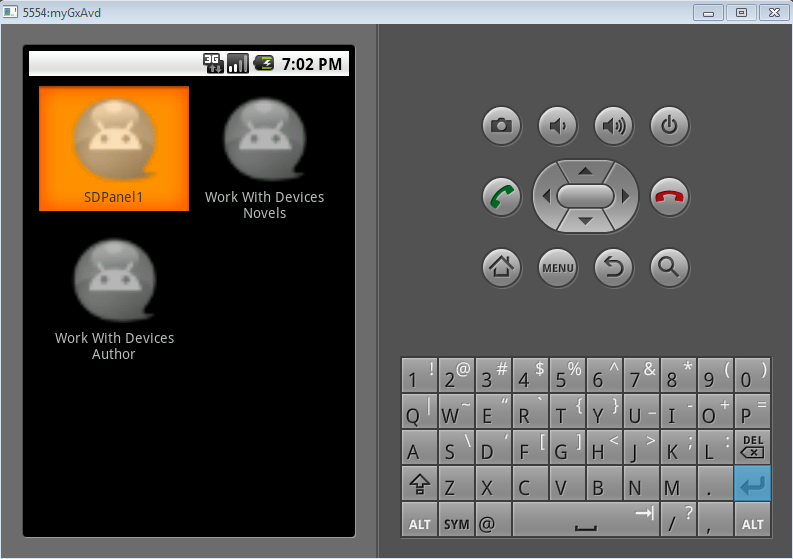 5554:myGxAvd
3G 7:02 PM
SDPanel1
Work With Devices
Novels
Work With Devices
Author
MENU
1 ! 2 @ 3 # 4 $ 5 % 6 ^ 7 & 8 * 9 ( 0 )
Q | W ~ E “ R ` T { Y } U _ I - O + P =
A S \ D ‘ F [ G ] H < J > K ; L : DEL
Z X C V B N M .
ALT SYM @ / ? , ALT